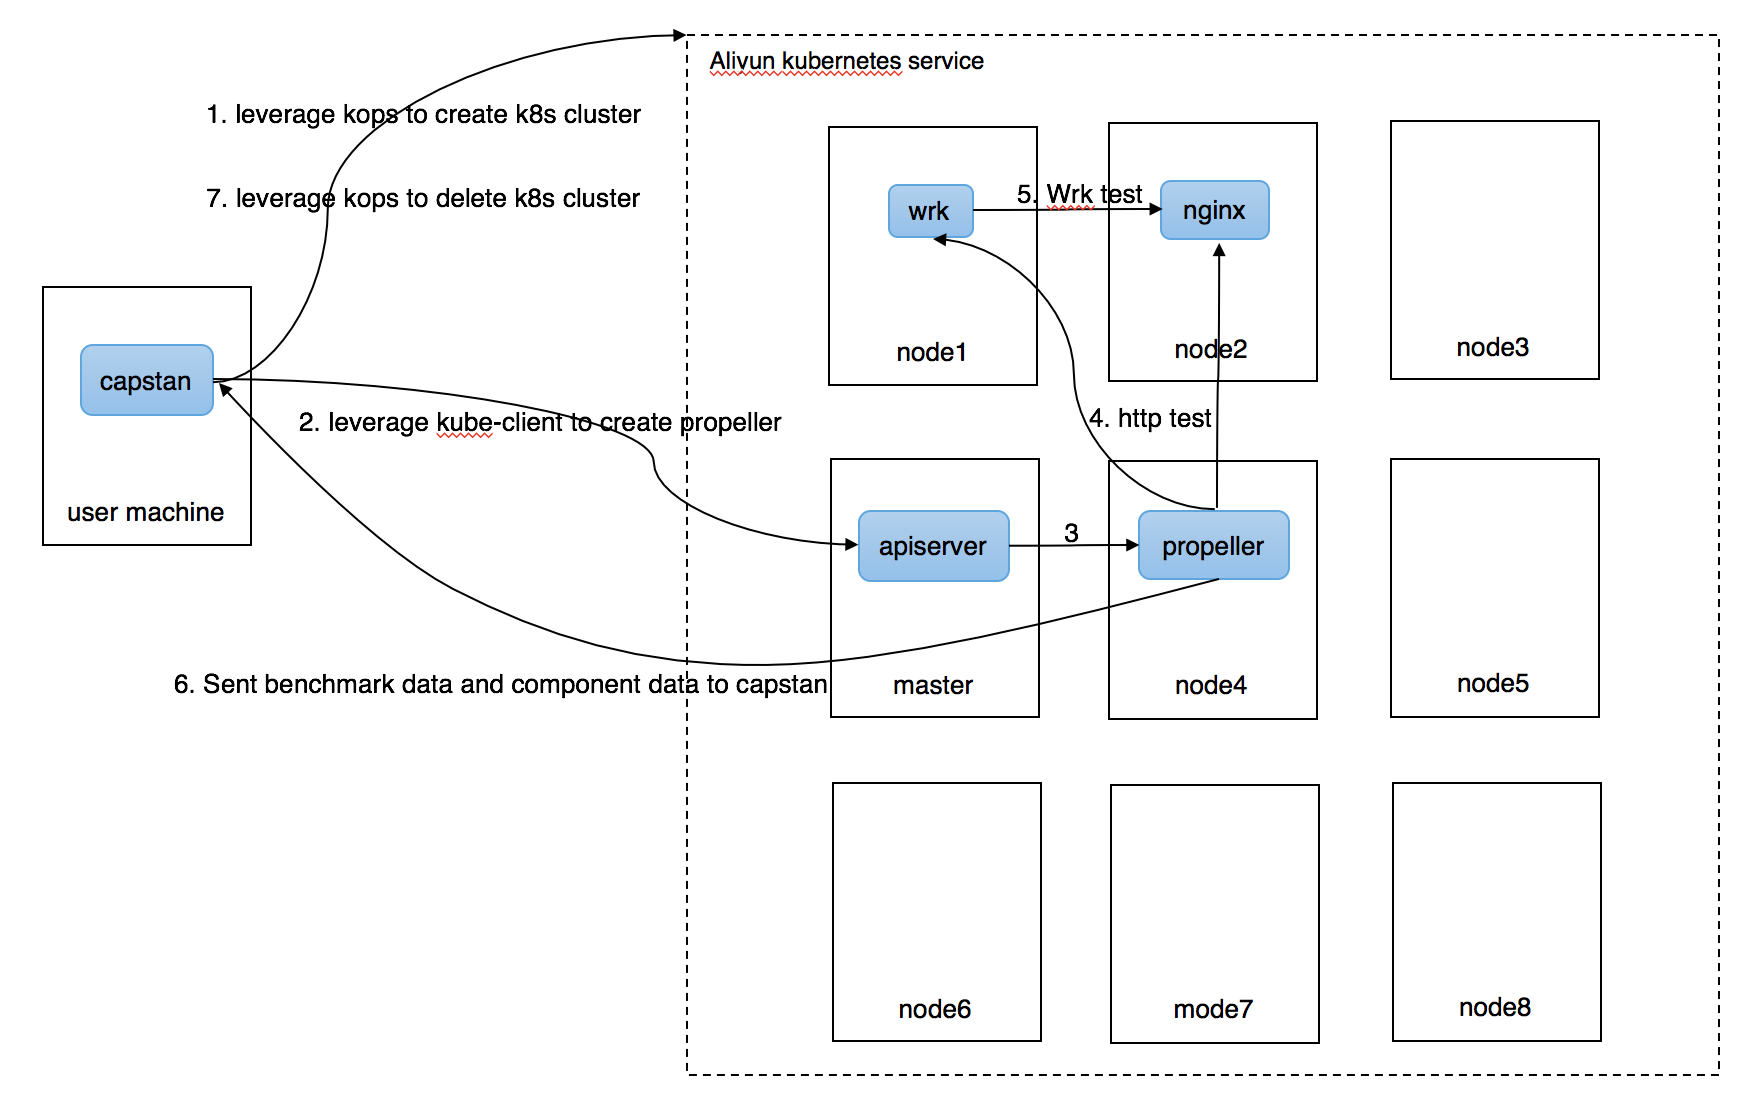 Aliyun kubernetes service
1. leverage kops to create k8s cluster
7. leverage kops to delete k8s cluster
5. Wrk test
wrk
nginx
node1
node2
node3
capstan
user machine
2. leverage kube-client to create propeller
4. http test
3
apiserver
propeller
6. Sent benchmark data and component data to capstan
master
node4
node5
node6
mode7
node8